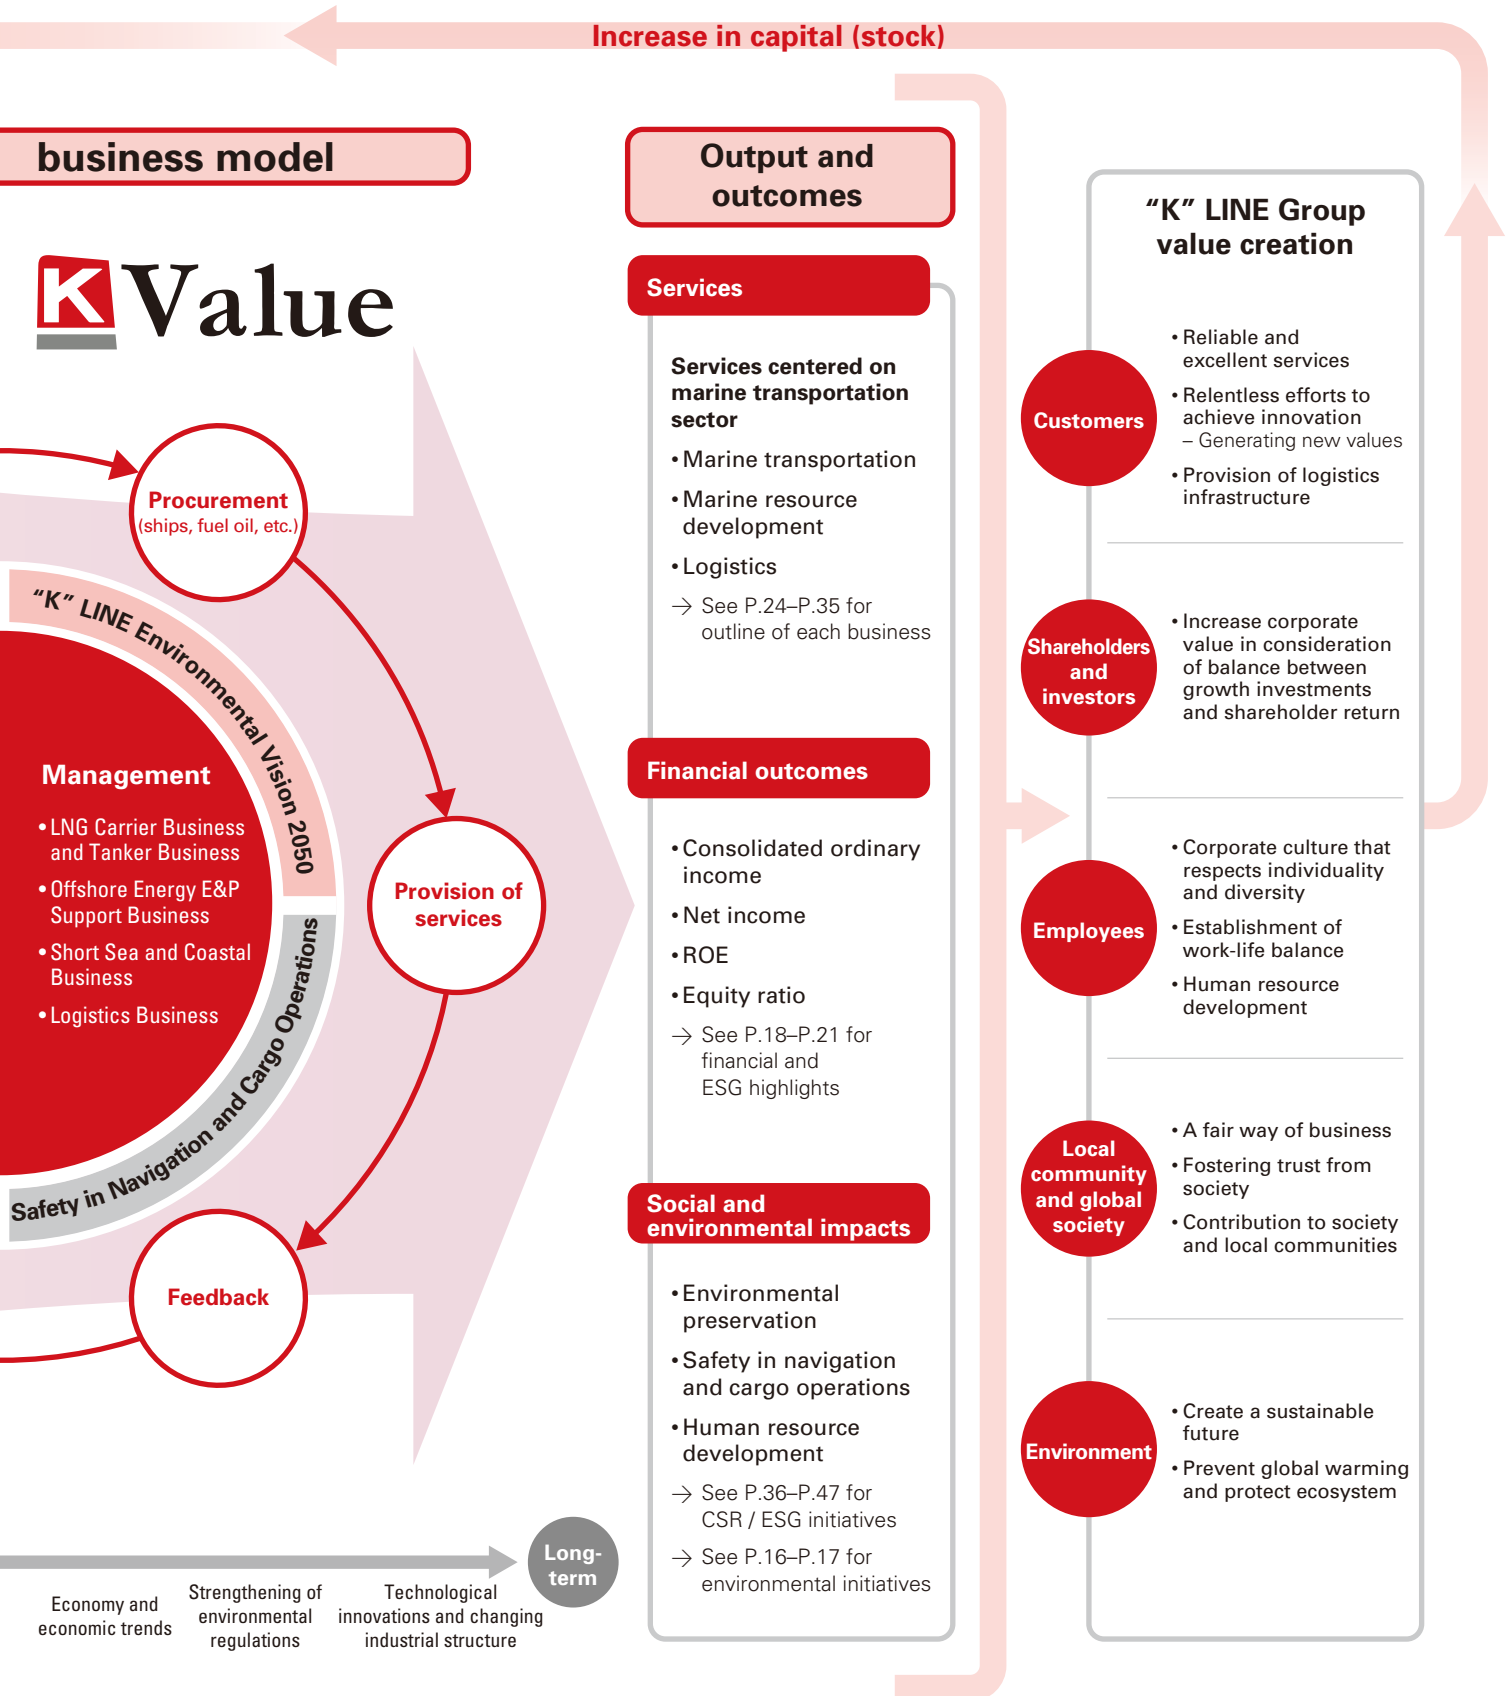 Increase in capital (stock)
business model
K Value
Procurement
(ships, fuel oil, etc.)
“K” LINE Environmental Vision 2050
Management
• LNG Carrier Business
and Tanker Business
• Offshore Energy E&P
Support Business
• Short Sea and Coastal
Business
• Logistics Business
Provision of
services
Safety in Navigation and Cargo Operations
Feedback
Economy and
economic trends
Strengthening of
environmental
regulations
Technological
innovations and changing
industrial structure
Long-
term
Output and
outcomes
Services
Services centered on
marine transportation
sector
• Marine transportation
• Marine resource
development
• Logistics
→ See P.24–P.35 for
outline of each business
Financial outcomes
• Consolidated ordinary
income
• Net income
• ROE
• Equity ratio
→ See P.18–P.21 for
financial and
ESG highlights
Social and
environmental impacts
• Environmental
preservation
• Safety in navigation
and cargo operations
• Human resource
development
→ See P.36–P.47 for
CSR / ESG initiatives
→ See P.16–P.17 for
environmental initiatives
“K” LINE Group
value creation
Customers
• Reliable and
excellent services
• Relentless efforts to
achieve innovation
– Generating new values
• Provision of logistics
infrastructure
Shareholders
and
investors
• Increase corporate
value in consideration
of balance between
growth investments
and shareholder return
Employees
• Corporate culture that
respects individuality
and diversity
• Establishment of
work-life balance
• Human resource
development
Local
community
and global
society
• A fair way of business
• Fostering trust from
society
• Contribution to society
and local communities
Environment
• Create a sustainable
future
• Prevent global warming
and protect ecosystem